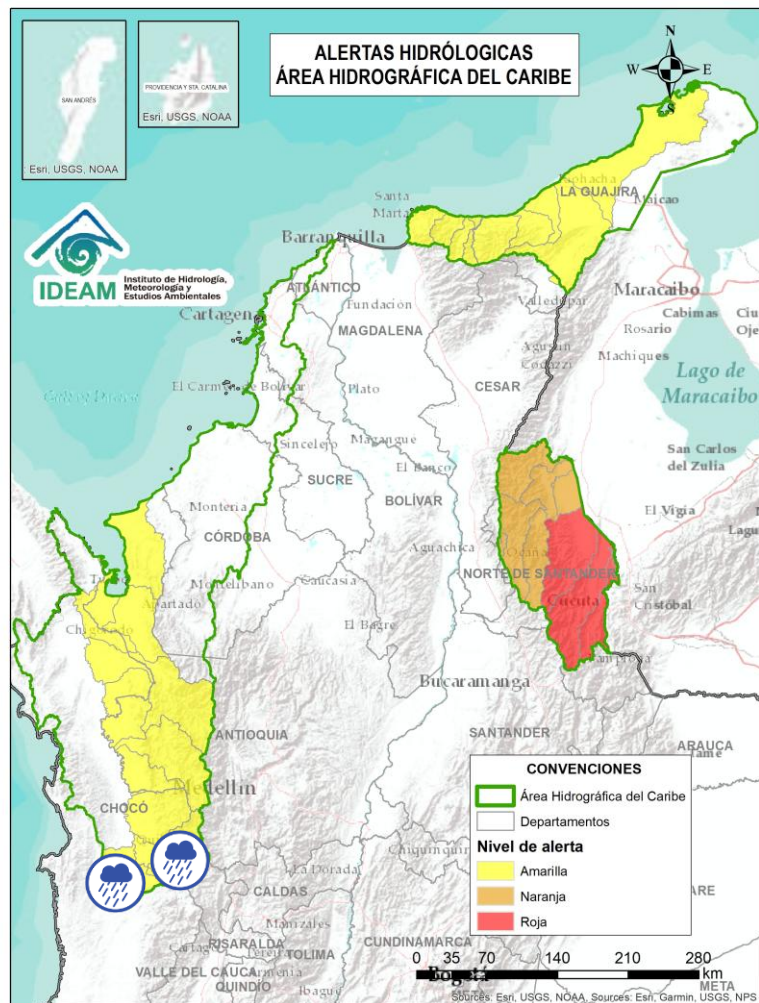 ALERTAS HIDRÓLOGICAS
ÁREA HIDROGRÁFICA DEL CARIBE
N
W
E
S
SAN ANDRÉS
: Esri, USGS, NOAA
PROVIDENCIA Y STA. CATALINA
Esri, USGS, NOAA
IDEAM
Instituto de Hidrología,
Meteorología y
Estudios Ambientales
LA GUAJIRA
Maicao
Santa
Marta
Barranquilla
ATLÁNTICO
Fundación
Valledupar
Maracaibo
Cabimas
Rosario
Cartagen
MAGDALENA
Agustín
Codazzi
Machiques
CESAR
Lago de
Maracaibo
El Carmen de Bolívar
Plato
Sincelejo
Magangue
SUCRE
El Banco
BOLÍVAR
San Carlos
del Zulia
Montería
CÓRDOBA
El Vigía
Aguachica
Ocaña
NORTE DE SANTANDER
Cúcuta
San
Cristóbal
Montelíbano
Caucasia
Apartado
El Bagre
Bucaramanga
ANTIOQUIA
SANTANDER
ARAUCA
Medellín
CHOCÓ
La Dorada
CALDAS
Manizales
RISARALDA
TOLIMA
CUNDINAMARCA
VALLE DEL CAUCA
Armenia
QUINDÍO
Ibagué
Bogotá
META
CONVENCIONES
Área Hidrográfica del Caribe
Departamentos
Nivel de alerta
Amarilla
Naranja
Roja
0 35 70 140 210 280
km
Sources: Esri, USGS, NOAA, Sources: Esri, Garmin, USGS, NPS